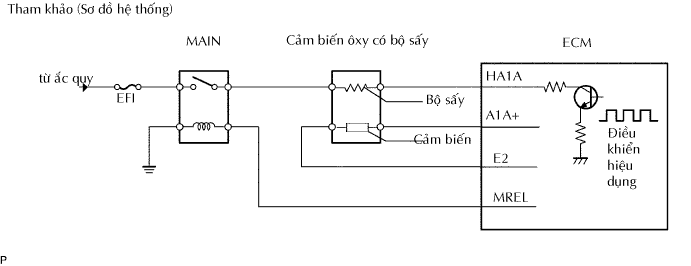 Tham khảo (Sơ đồ hệ thống)
MAIN
Cảm biến ôxy có bộ sấy
ECM
từ ắc quy
EFI
HA1A
Bộ sấy
A1A+
Cảm biến
Điều
khiển
hiệu
dụng
E2
MREL
P